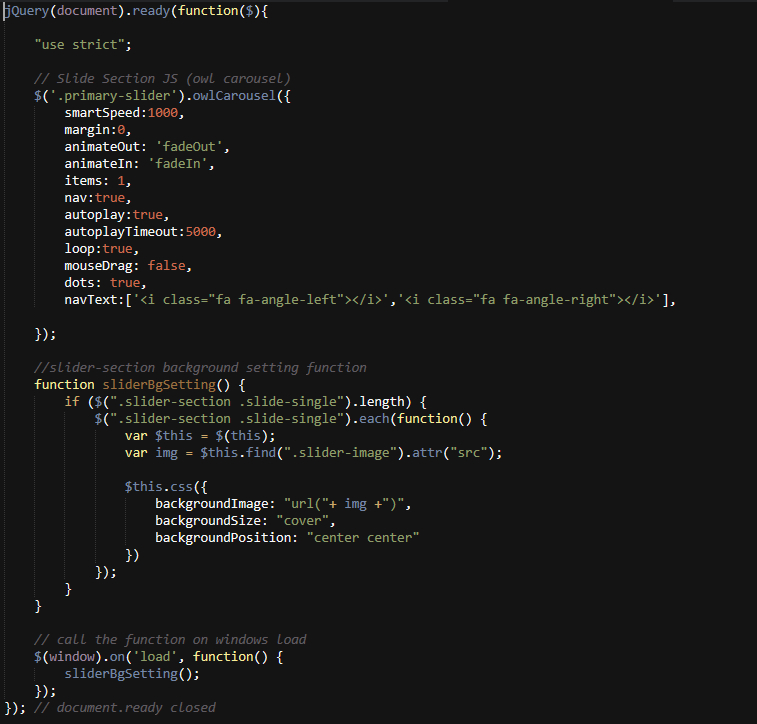 jQuery(document).ready(function($){
"use strict";
// Slide Section JS (owl carousel)
$('.primary-slider').owlCarousel({
smartSpeed:1000,
margin:0,
animateOut: 'fadeOut',
animateIn: 'fadeIn',
items: 1,
nav:true,
autoplay:true,
autoplayTimeout:5000,
loop:true,
mouseDrag: false,
dots: true,
navText:['<i class="fa fa-angle-left"></i>','<i class="fa fa-angle-right"></i>'],
});
//slider-section background setting function
function sliderBgSetting() {
if ($(".slider-section .slide-single").length) {
$(".slider-section .slide-single").each(function() {
var $this = $(this);
var img = $this.find(".slider-image").attr("src");
$this.css({
backgroundImage: "url("+ img +")",
backgroundSize: "cover",
backgroundPosition: "center center"
})
});
}
}
// call the function on windows load
$(window).on('load', function() {
sliderBgSetting();
});
}); // document.ready closed